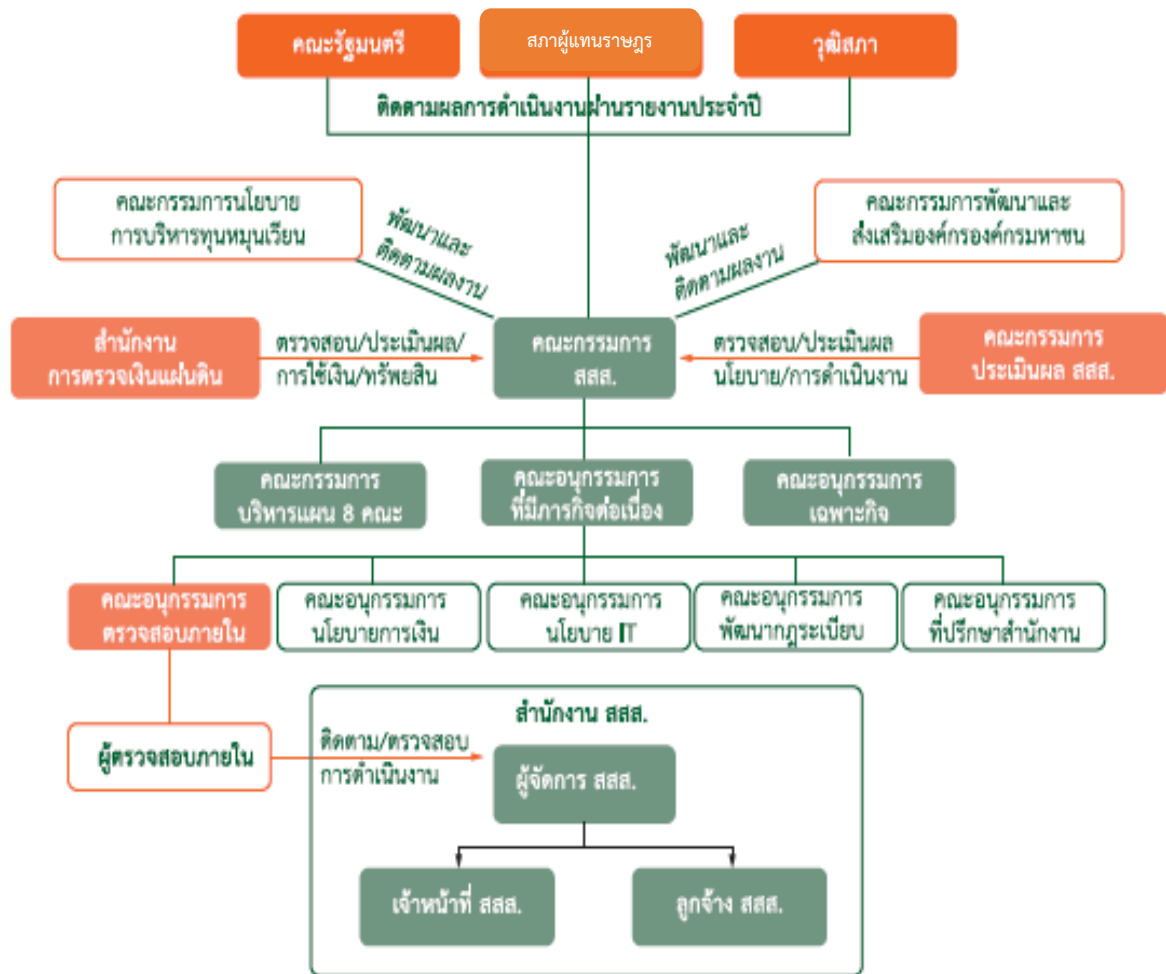 คณะรัฐมนตรี
สภาผู้แทนราษฎร
วุฒิสภา
ติดตามผลการดำเนินงานผ่านรายงานประจำปี
คณะกรรมการนโยบาย
การบริหารทุนหมุนเวียน
พัฒนาและ
ติดตามผลงาน
พัฒนาและ
ติดตามผลงาน
คณะกรรมการพัฒนาและ
ส่งเสริมองค์กรองค์กรมหาชน
สำนักงาน
การตรวจเงินแผ่นดิน
ตรวจสอบ/ประเมินผล/
การใช้เงิน/ทรัพยสิน
คณะกรรมการ
สสส.
ตรวจสอบ/ประเมินผล
นโยบาย/การดำเนินงาน
คณะกรรมการ
ประเมินผล สสส.
คณะกรรมการ
บริหารแผน 8 คณะ
คณะอนุกรรมการ
ที่มีภารกิจต่อเนื่อง
คณะอนุกรรมการ
เฉพาะกิจ
คณะอนุกรรมการ
ตรวจสอบภายใน
คณะอนุกรรมการ
นโยบายการเงิน
คณะอนุกรรมการ
นโยบาย IT
คณะอนุกรรมการ
พัฒนากฎระเบียบ
คณะอนุกรรมการ
ที่ปรึกษาสำนักงาน
ผู้ตรวจสอบภายใน
สำนักงาน สสส.
ติดตาม/ตรวจสอบ
การดำเนินงาน
ผู้จัดการ สสส.
เจ้าหน้าที่ สสส.
ลูกจ้าง สสส.